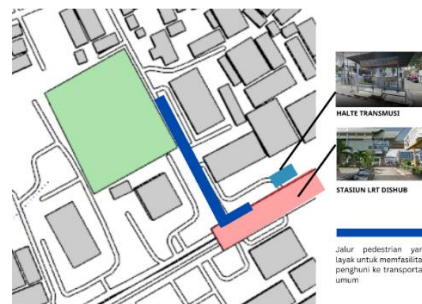 HALTE TRANSMUSI
STASIUN LRT DISHUB
Jalur pedestrian yar
layak untuk memfasilita
penghuni ke transporta
umum